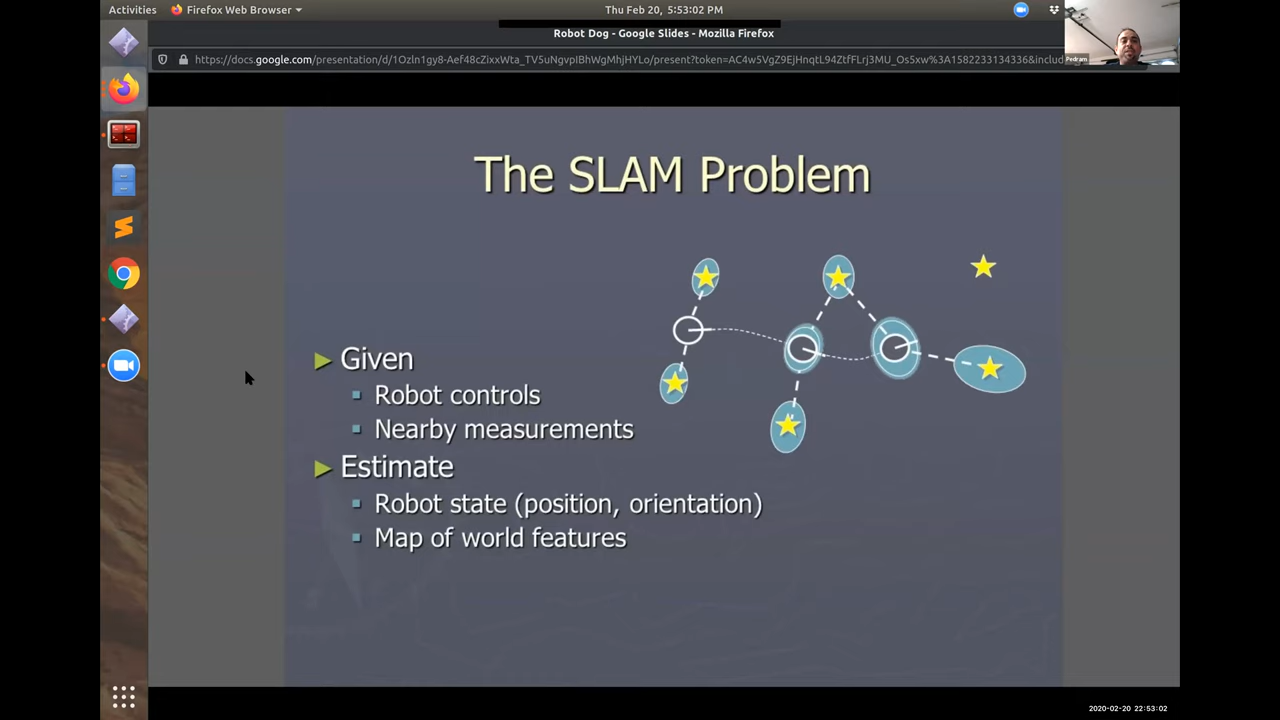 Activities
Firefox Web Browser
Thu Feb 20, 5:53:02 PM
Robot Dog - Google Slides - Mozilla Firefox
https://docs.google.com/presentation/d/1Ozln1gy8-Aef48cZixxWta_TV5uNgvpIBhWgMhjHYLo/present?token=AC4w5VgZ9EjHnqtL94ZtfFLrj3MU_Os5xw%3A1582233134336&includ
Pedram
The SLAM Problem
Given
Robot controls
Nearby measurements
Estimate
Robot state (position, orientation)
Map of world features
2020-02-20 22:53:02